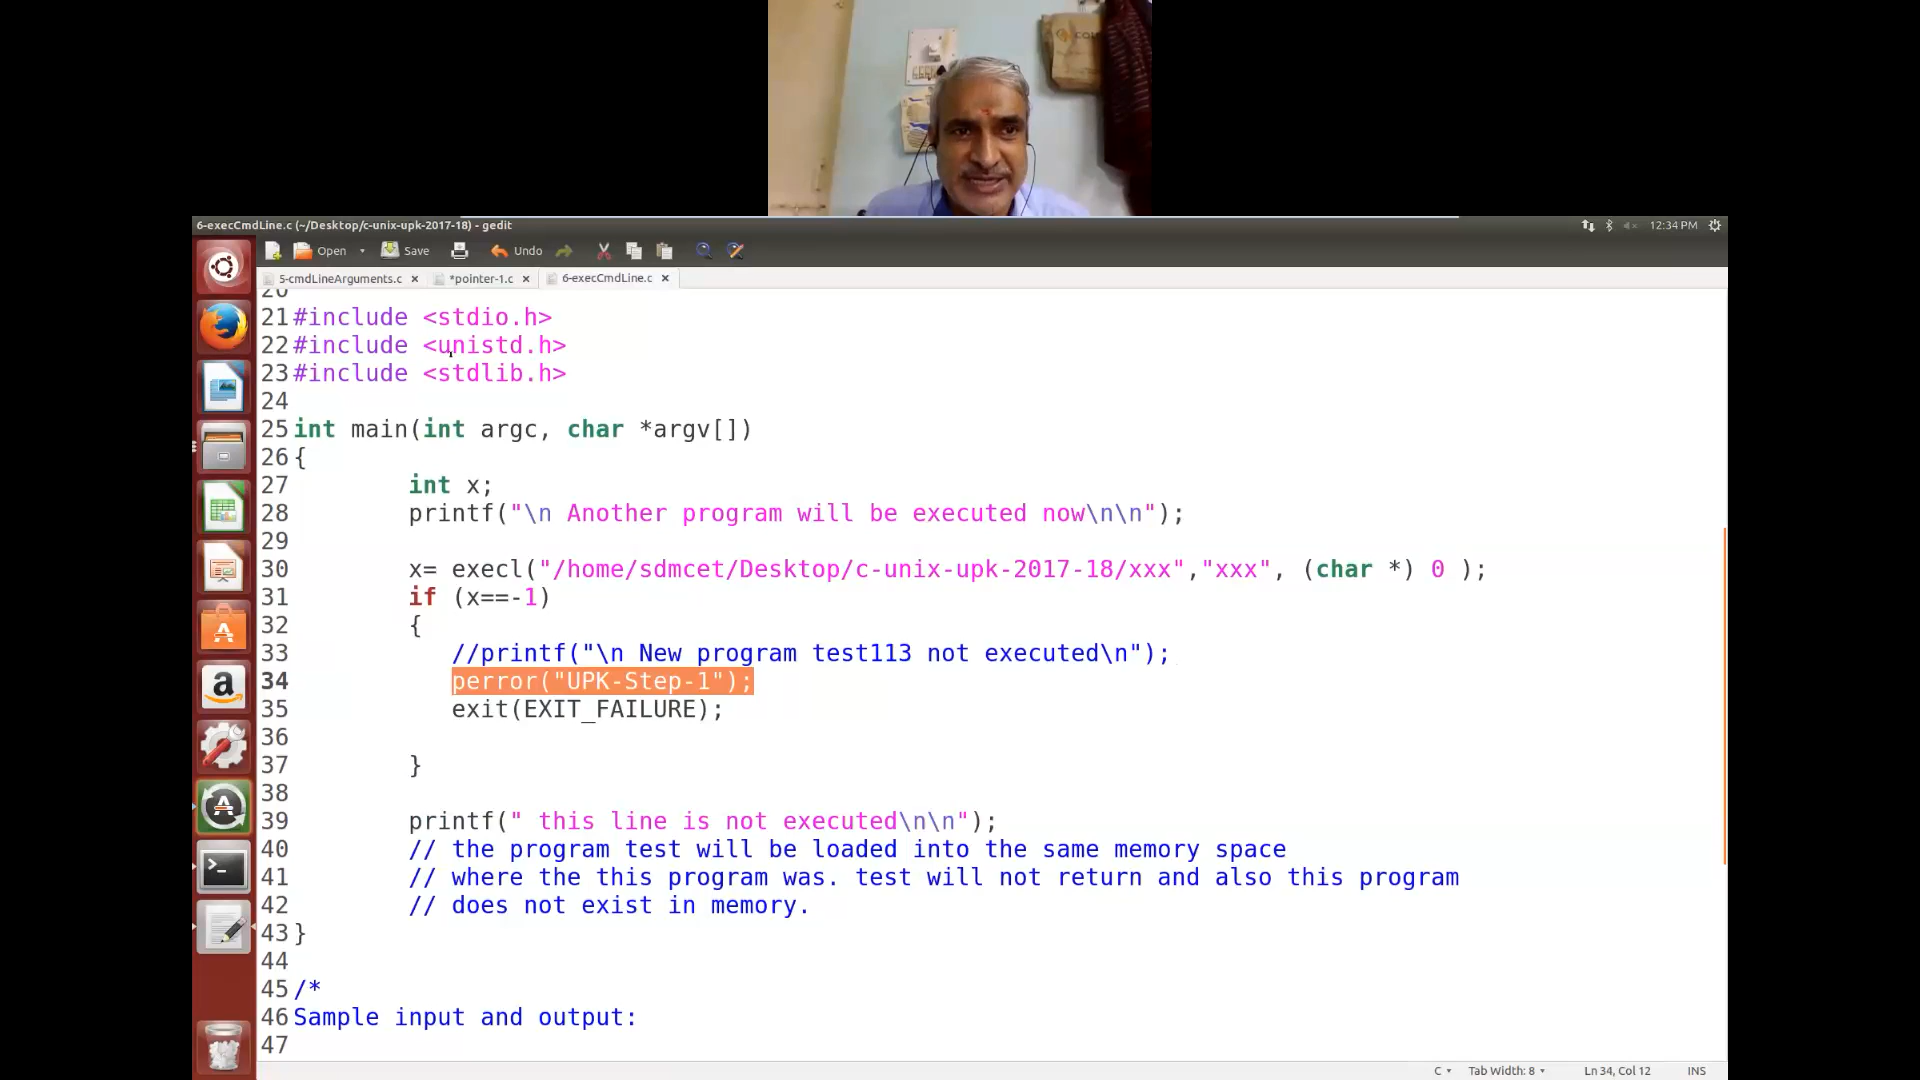 6-execCmdLine.c (~/Desktop/c-unix-upk-2017-18) - gedit
12:34 PM
Open
Save
Undo
5-cmdLineArguments.c
*pointer-1.c
6-execCmdLine.c
20
21 #include <stdio.h>
22 #include <unistd.h>
23 #include <stdlib.h>
24
25 int main(int argc, char *argv[])
26 {
27 int x;
28 printf("\n Another program will be executed now\n\n");
29
30 x= execl("/home/sdmcet/Desktop/c-unix-upk-2017-18/xxx","xxx", (char *) 0 );
31 if (x==-1)
32 {
33 //printf("\n New program test113 not executed\n");
34 perror("UPK-Step-1");
35 exit(EXIT_FAILURE);
36
37 }
38
39 printf(" this line is not executed\n\n");
40 // the program test will be loaded into the same memory space
41 // where the this program was. test will not return and also this program
42 // does not exist in memory.
43 }
44
45 /*
46 Sample input and output:
47
C
Tab Width: 8
Ln 34, Col 12
INS